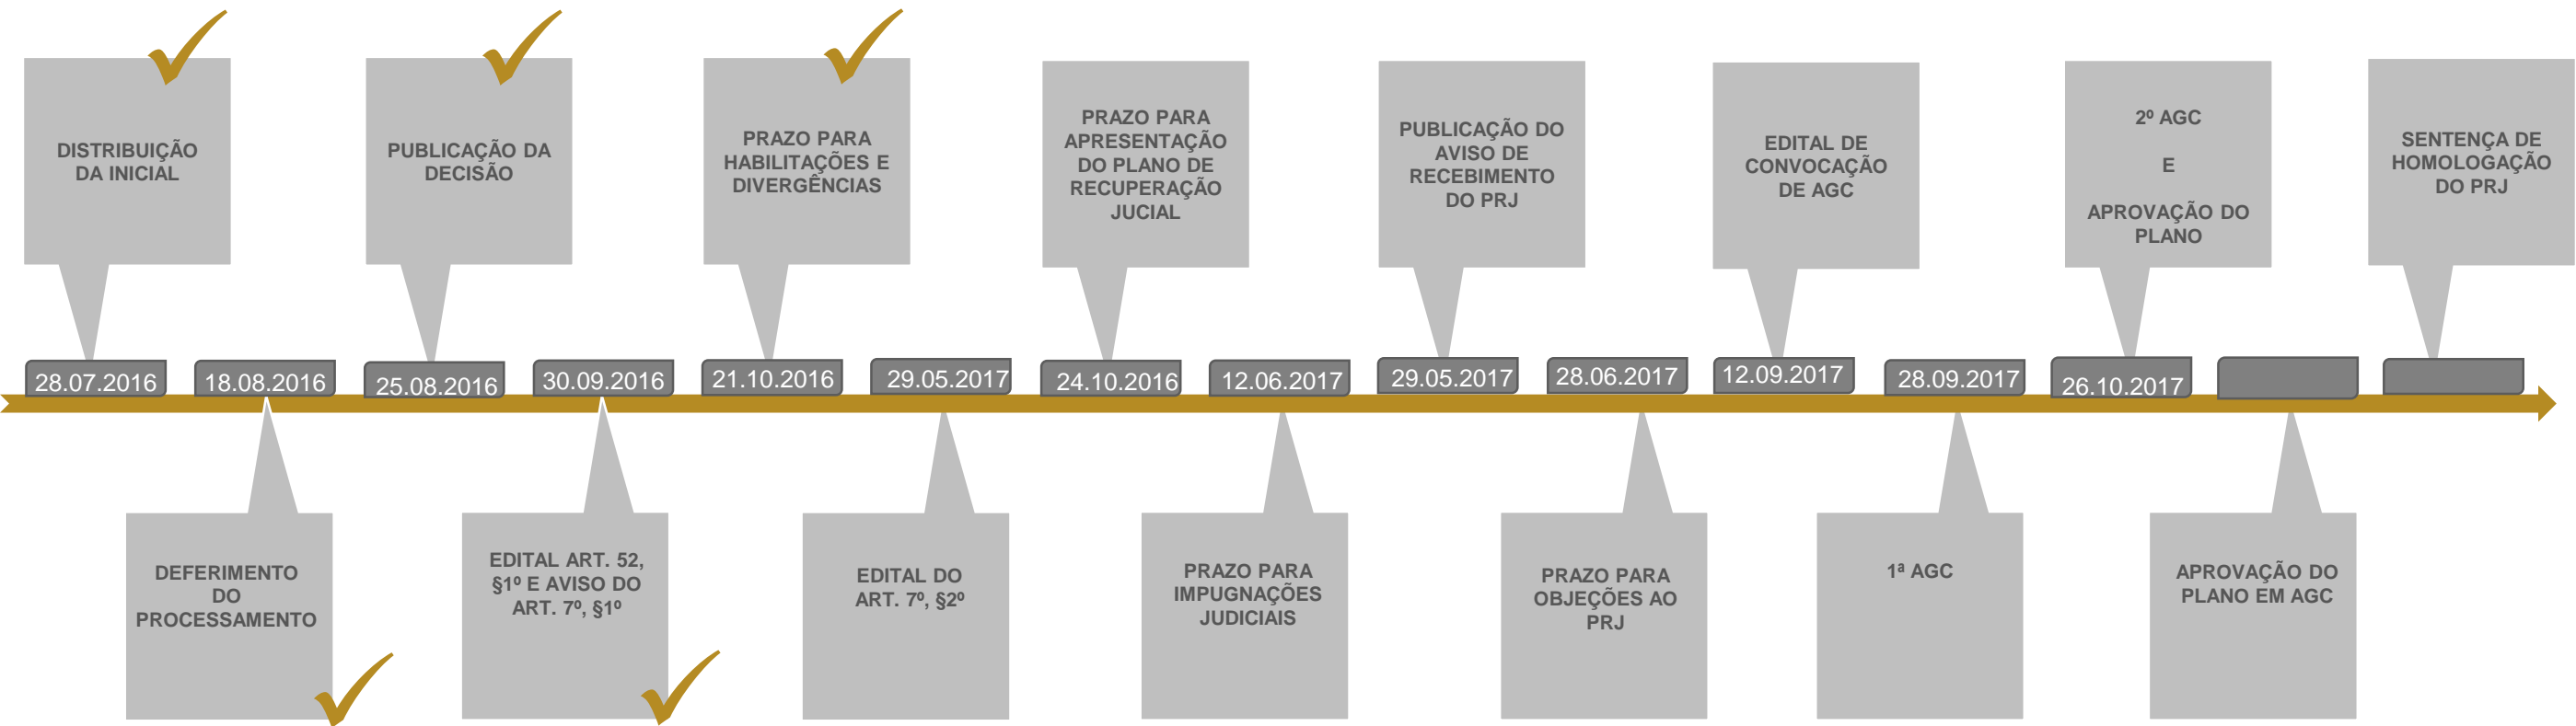 DISTRIBUIÇÃO
DA INICIAL
PUBLICAÇÃO DA
DECISÃO
PRAZO PARA
HABILITAÇÕES E
DIVERGÊNCIAS
PRAZO PARA
APRESENTAÇÃO
DO PLANO DE
RECUPERAÇÃO
JUCIAL
PUBLICAÇÃO DO
AVISO DE
RECEBIMENTO
DO PRJ
EDITAL DE
CONVOCAÇÃO
DE AGC
2º AGC
E
APROVAÇÃO DO
PLANO
SENTENÇA DE
HOMOLOGAÇÃO
DO PRJ
28.07.2016
18.08.2016
25.08.2016
30.09.2016
21.10.2016
29.05.2017
24.10.2016
12.06.2017
29.05.2017
28.06.2017
12.09.2017
28.09.2017
26.10.2017
DEFERIMENTO
DO
PROCESSAMENTO
EDITAL ART. 52,
§1º E AVISO DO
ART. 7º, §1º
EDITAL DO
ART. 7º, §2º
PRAZO PARA
IMPUGNAÇÕES
JUDICIAIS
PRAZO PARA
OBJEÇÕES AO
PRJ
1ª AGC
APROVAÇÃO DO
PLANO EM AGC